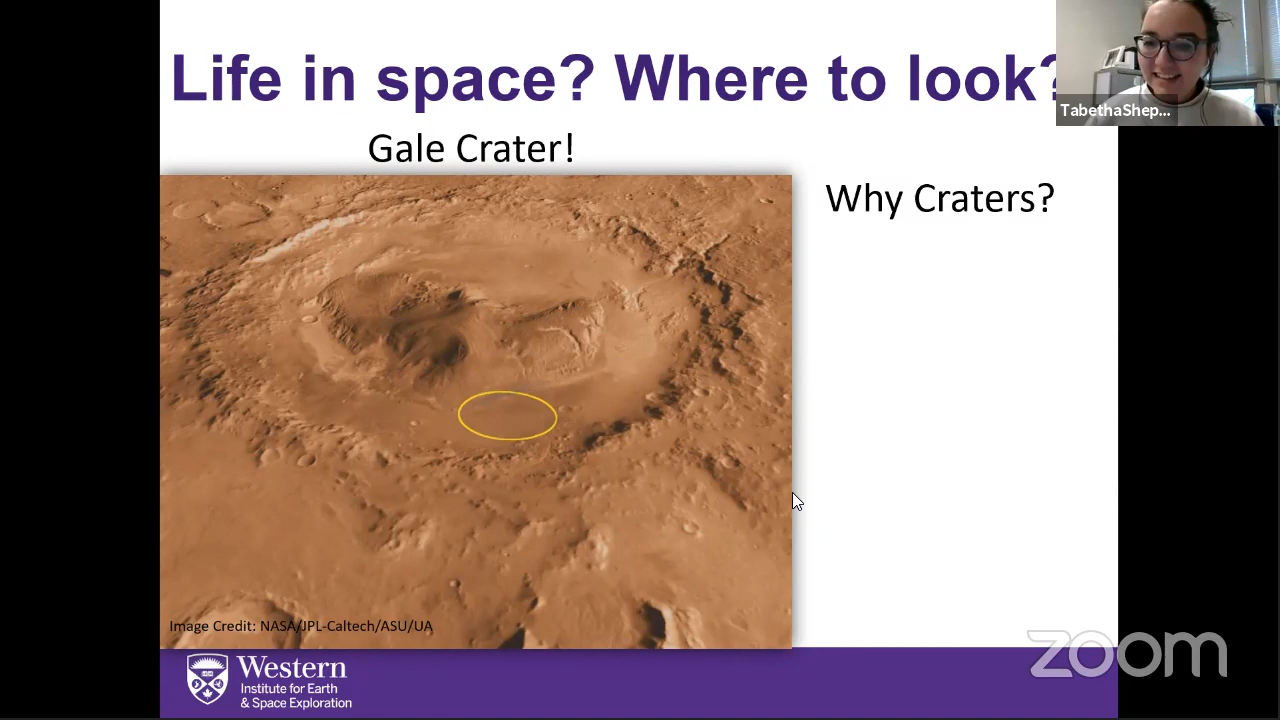 Life in space? Where to look?
TabethaShep...
Gale Crater!
Why Craters?
Image Credit: NASA/JPL-Caltech/ASU/UA
Western
Institute for Earth
& Space Exploration
zoom